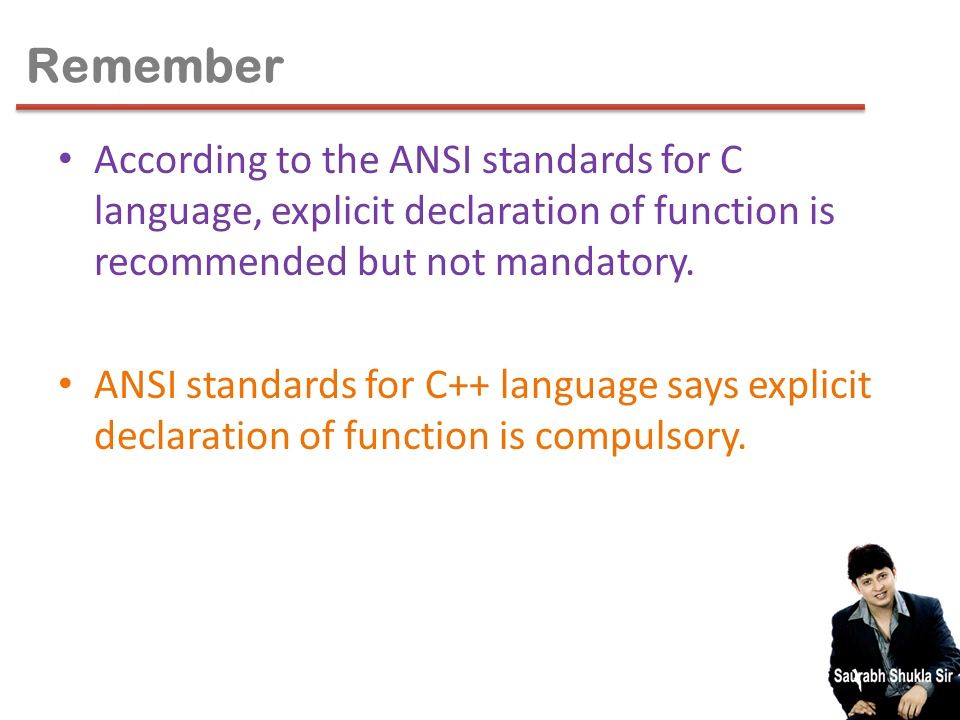 Remember
• According to the ANSI standards for C
language, explicit declaration of function is
recommended but not mandatory.
• ANSI standards for C++ language says explicit
declaration of function is compulsory.
Saurabh Shukla Sir